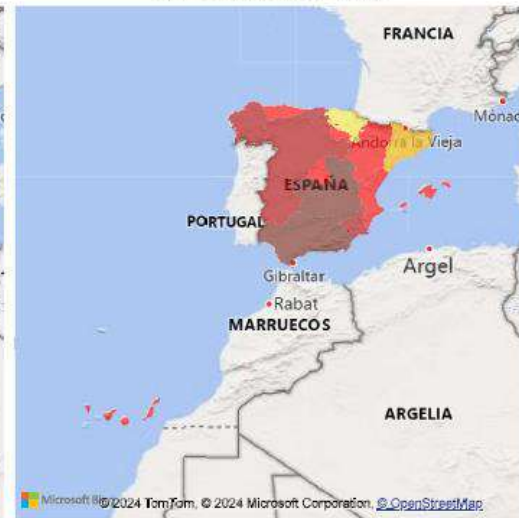 FRANCIA
Mónac
Andorra la Vieja
ESPAÑA
PORTUGAL
Gibraltar
Argel
Rabat
MARRUECOS
ARGELIA
Microsoft Bi
© 2024 TomTom, © 2024 Microsoft Corporation, © OpenStreetMap